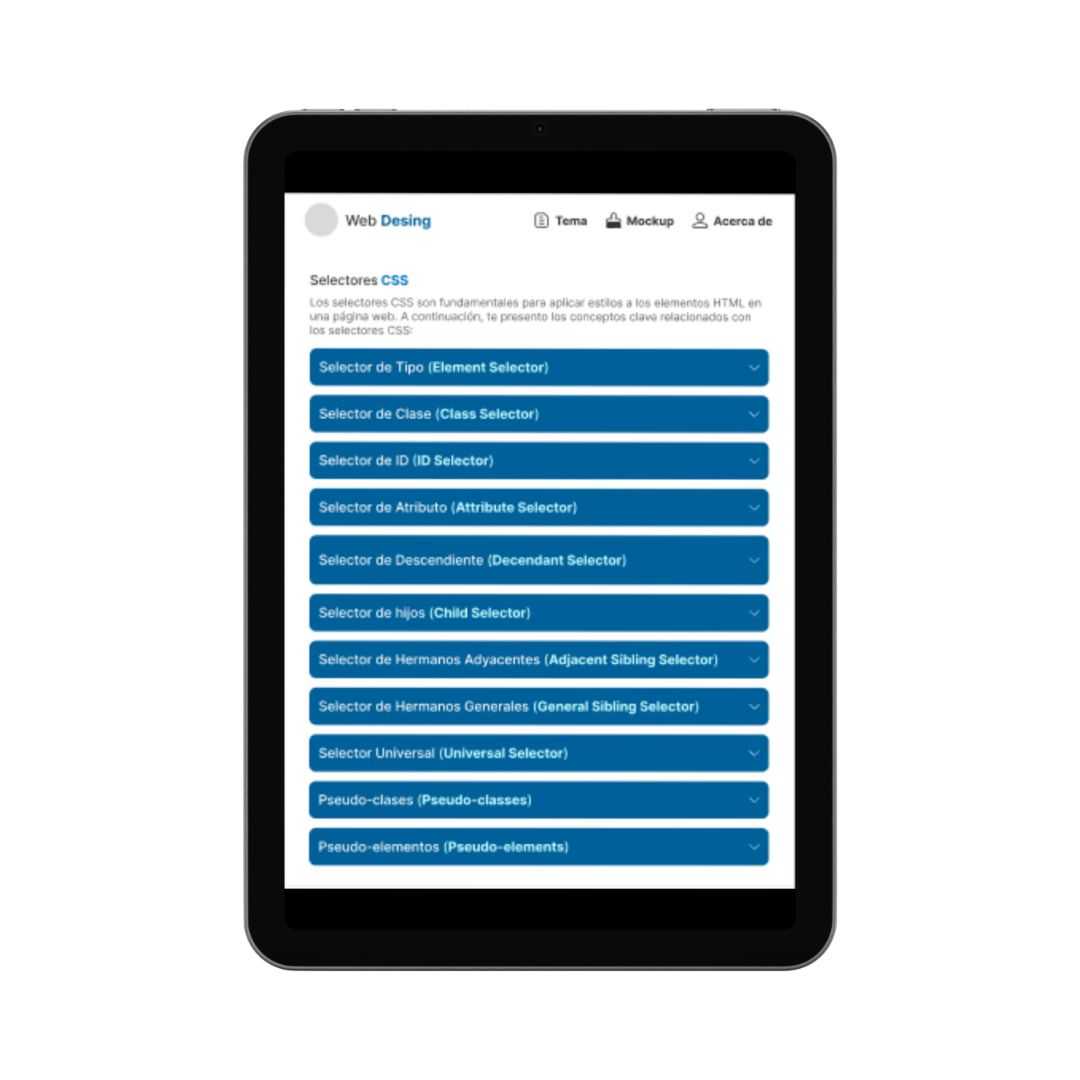 Web Desing
Tema
Mockup
Acerca de
Selectores CSS
Los selectores CSS son fundamentales para aplicar estilos a los elementos HTML en
una página web. A continuación, te presento los conceptos clave relacionados con
los selectores CSS:
Selector de Tipo (Element Selector)
Selector de Clase (Class Selector)
Selector de ID (ID Selector)
Selector de Atributo (Attribute Selector)
Selector de Descendiente (Decendant Selector)
Selector de hijos (Child Selector)
Selector de Hermanos Adyacentes (Adjacent Sibling Selector)
Selector de Hermanos Generales (General Sibling Selector)
Selector Universal (Universal Selector)
Pseudo-clases (Pseudo-classes)
Pseudo-elementos (Pseudo-elements)